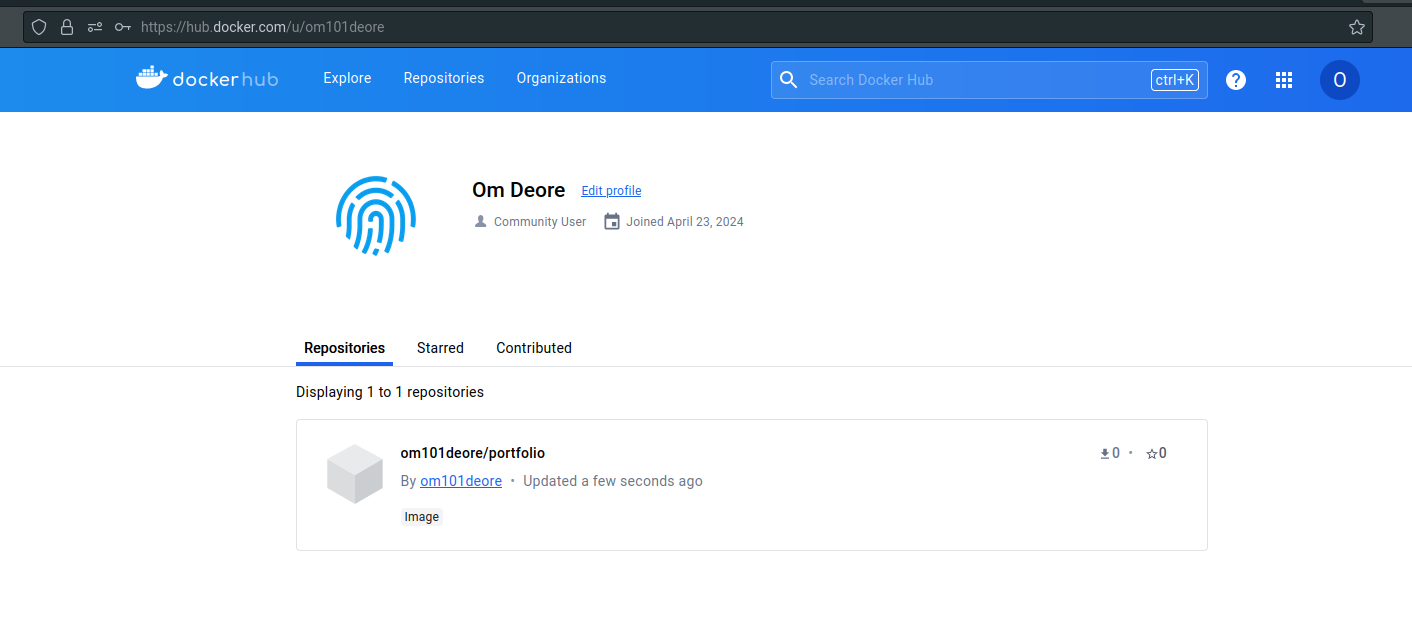 https://hub.docker.com/u/om101deore
dockerhub Explore Repositories Organizations Search Docker Hub ctrl+K ? O
Om Deore Edit profile
Community User Joined April 23, 2024
Repositories Starred Contributed
Displaying 1 to 1 repositories
om101deore/portfolio 0 • 0
By om101deore • Updated a few seconds ago
Image